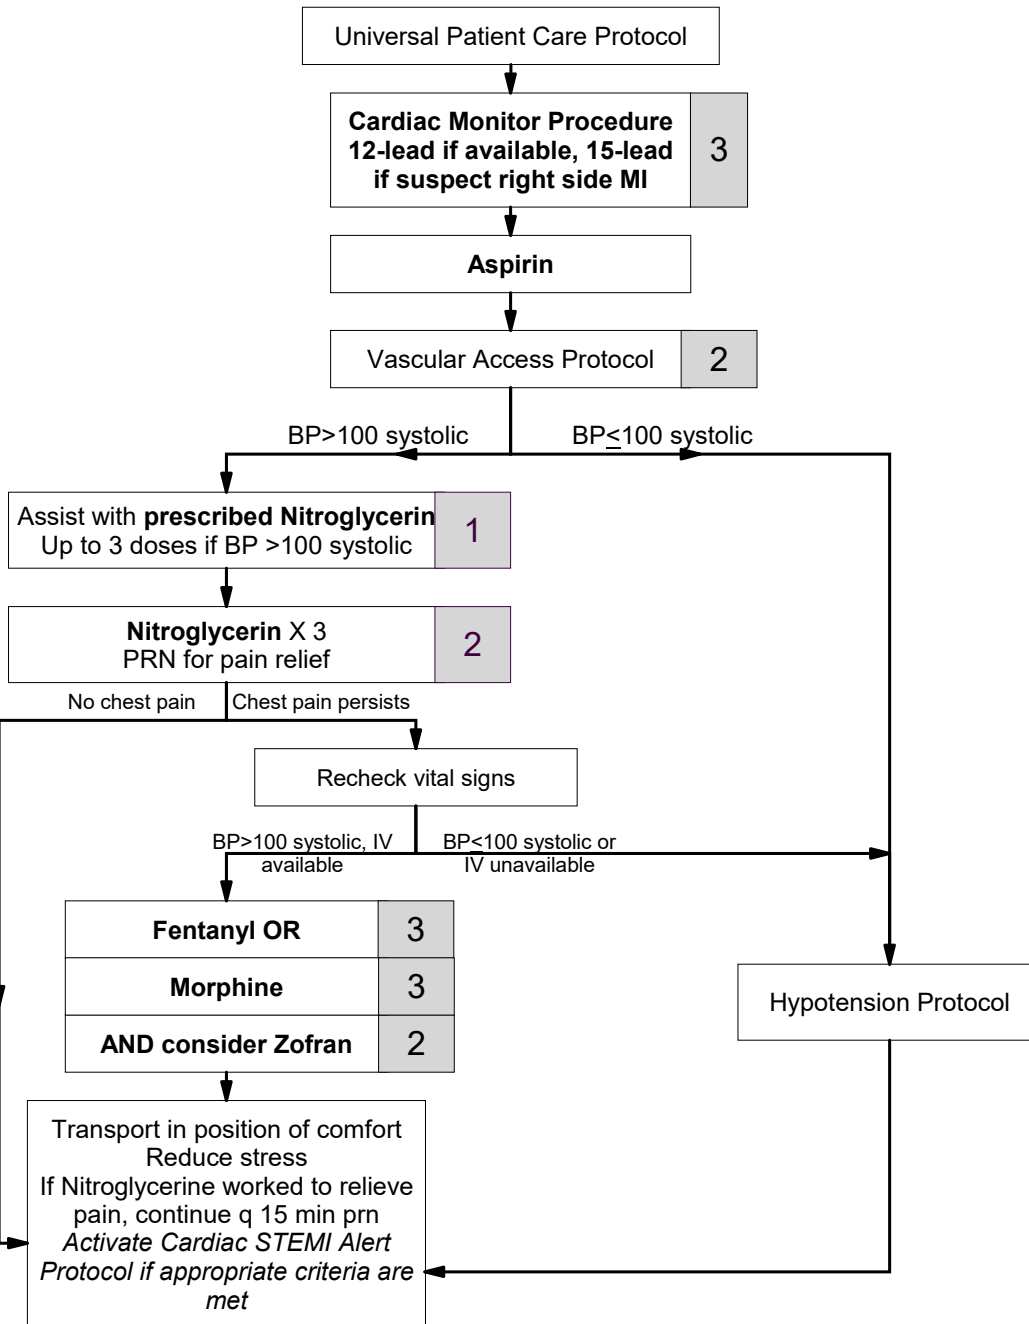 Universal Patient Care Protocol
Cardiac Monitor Procedure
12-lead if available, 15-lead
if suspect right side MI
3
Aspirin
Vascular Access Protocol
2
BP>100 systolic
BP≤100 systolic
Assist with prescribed Nitroglycerin
Up to 3 doses if BP >100 systolic
1
Nitroglycerin X 3
PRN for pain relief
2
No chest pain
Chest pain persists
Recheck vital signs
BP>100 systolic, IV
available
BP≤100 systolic or
IV unavailable
Fentanyl OR
3
Morphine
3
AND consider Zofran
2
Hypotension Protocol
Transport in position of comfort
Reduce stress
If Nitroglycerine worked to relieve
pain, continue q 15 min prn
Activate Cardiac STEMI Alert
Protocol if appropriate criteria are
met